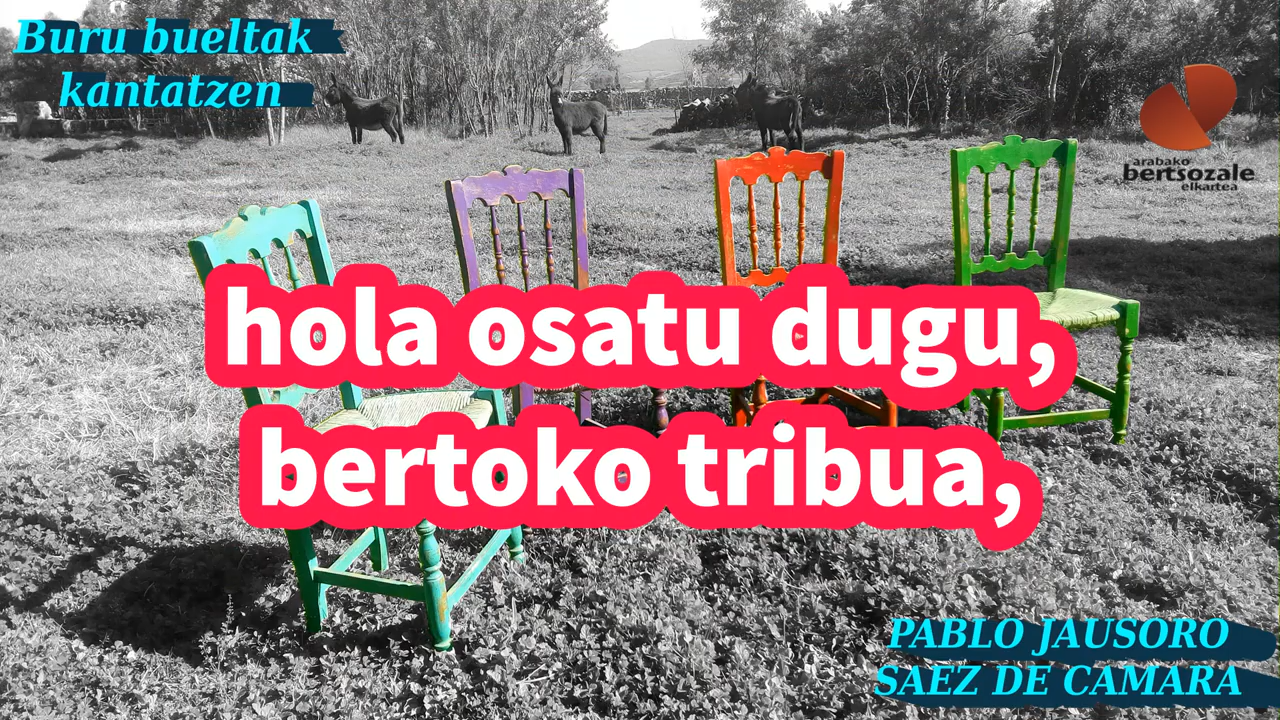 Buru bueltak
kantatzen
arabako
bertsozale
elkartea
hola osatu dugu,
bertoko tribua,
PABLO JAUSORO
SAEZ DE CAMARA